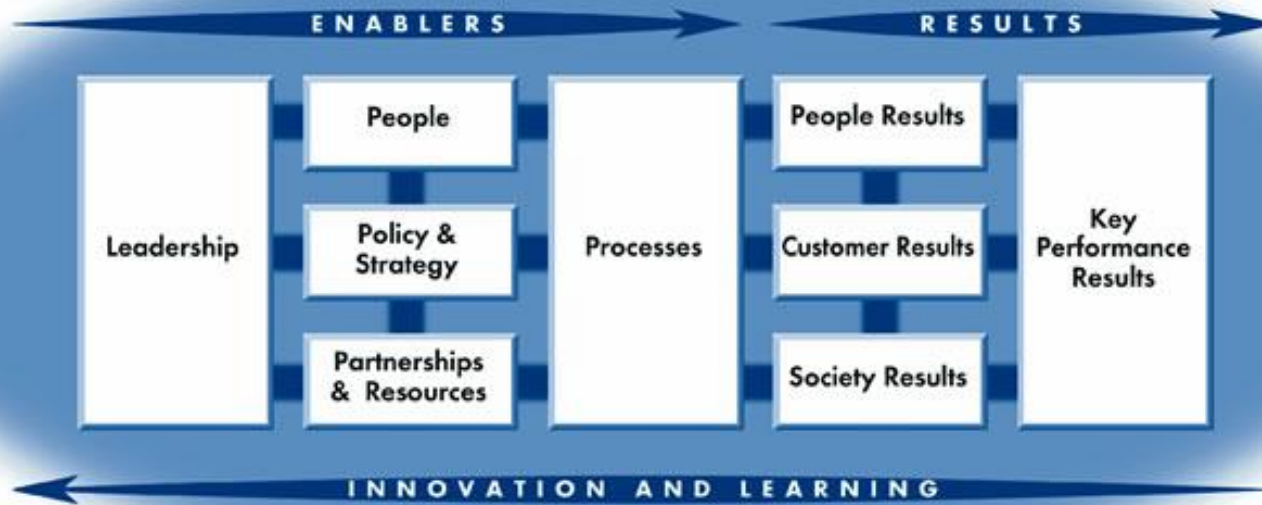 ENABLERS
RESULTS
Leadership
People
Policy &
Strategy
Partnerships
& Resources
Processes
People Results
Customer Results
Society Results
Key
Performance
Results
INNOVATION AND LEARNING